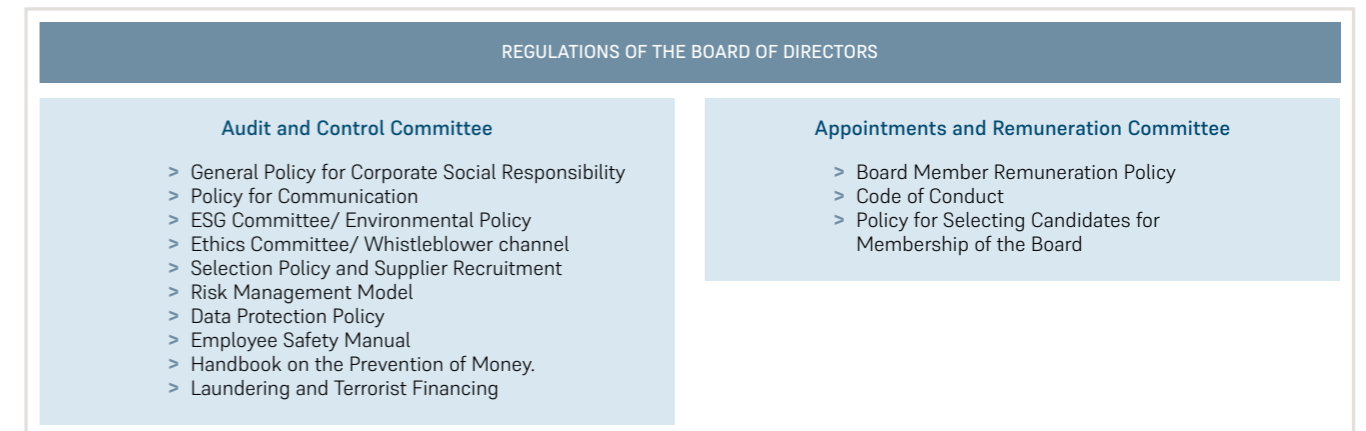 REGULATIONS OF THE BOARD OF DIRECTORS
Audit and Control Committee
> General Policy for Corporate Social Responsibility
> Policy for Communication
> ESG Committee/ Environmental Policy
> Ethics Committee/ Whistleblower channel
> Selection Policy and Supplier Recruitment
> Risk Management Model
> Data Protection Policy
> Employee Safety Manual
> Handbook on the Prevention of Money.
> Laundering and Terrorist Financing
Appointments and Remuneration Committee
> Board Member Remuneration Policy
> Code of Conduct
> Policy for Selecting Candidates for
Membership of the Board